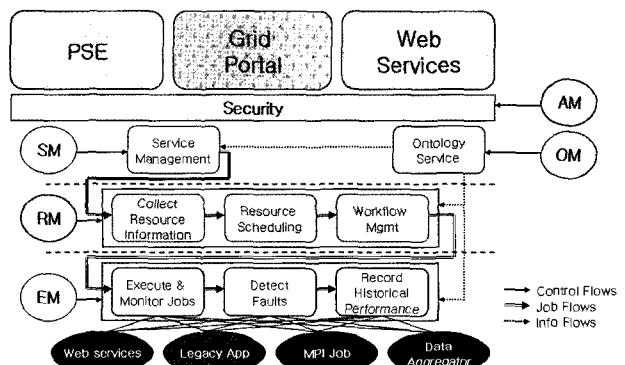 PSE
Grid
Portal
Web
Services
Security
AM
SM
Service
Management
Ontology
Service
OM
RM
Collect
Resource
Information
Resource
Scheduling
Workflow
Mgmt
EM
Execute &
Monitor Jobs
Detect
Faults
Record
Historical
Performance
Control Flows
Job Flows
Info Flows
Web services
Legacy App
MPI Job
Data
Aggregator